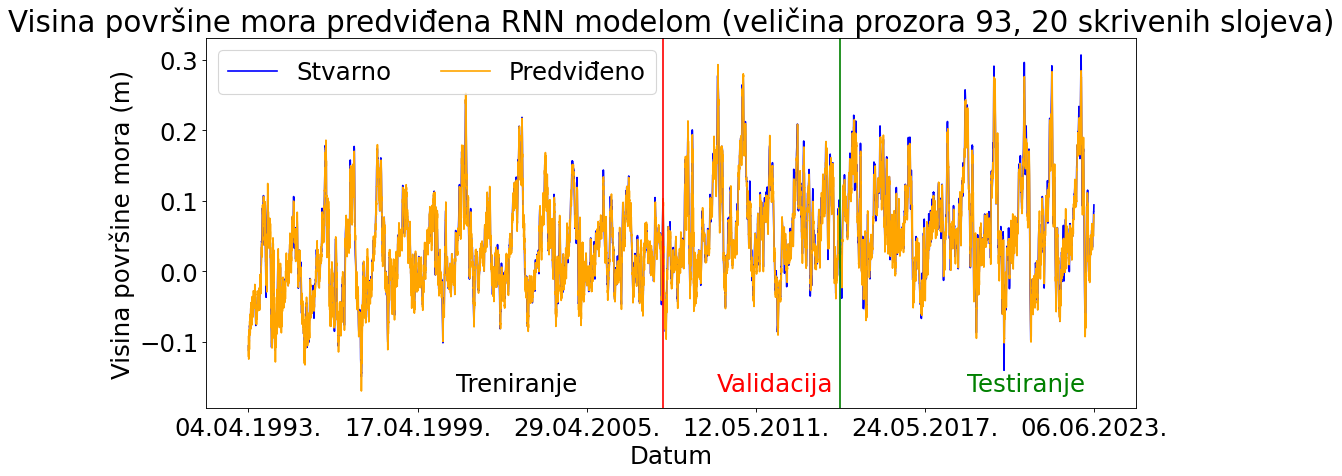 Visina površine mora predviđena RNN modelom (veličina prozora 93, 20 skrivenih slojeva)
Stvarno
Predviđeno
Visina površine mora (m)
0.3
0.2
0.1
0.0
−0.1
Treniranje
Validacija
Testiranje
04.04.1993.
17.04.1999.
29.04.2005.
12.05.2011.
24.05.2017.
06.06.2023.
Datum